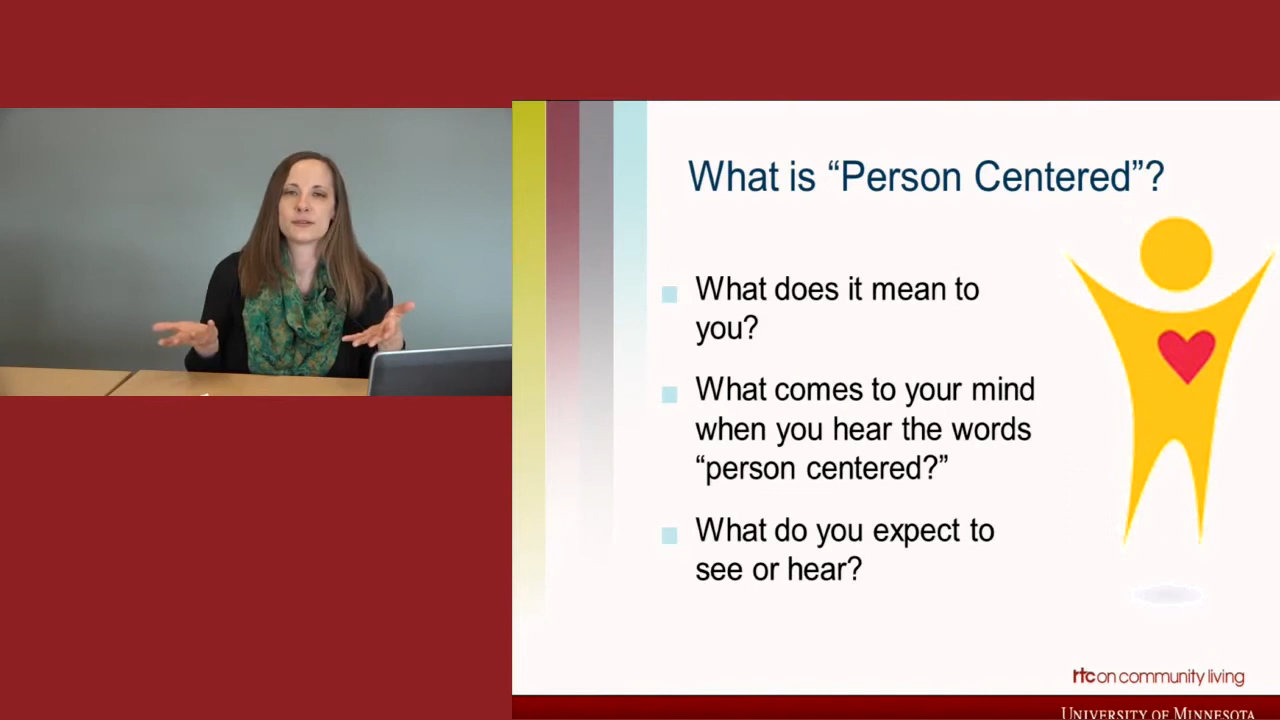 What is “Person Centered”?
What does it mean to
you?
What comes to your mind
when you hear the words
“person centered?”
What do you expect to
see or hear?
rtc on community living
UNIVERSITY OF MINNESOTA